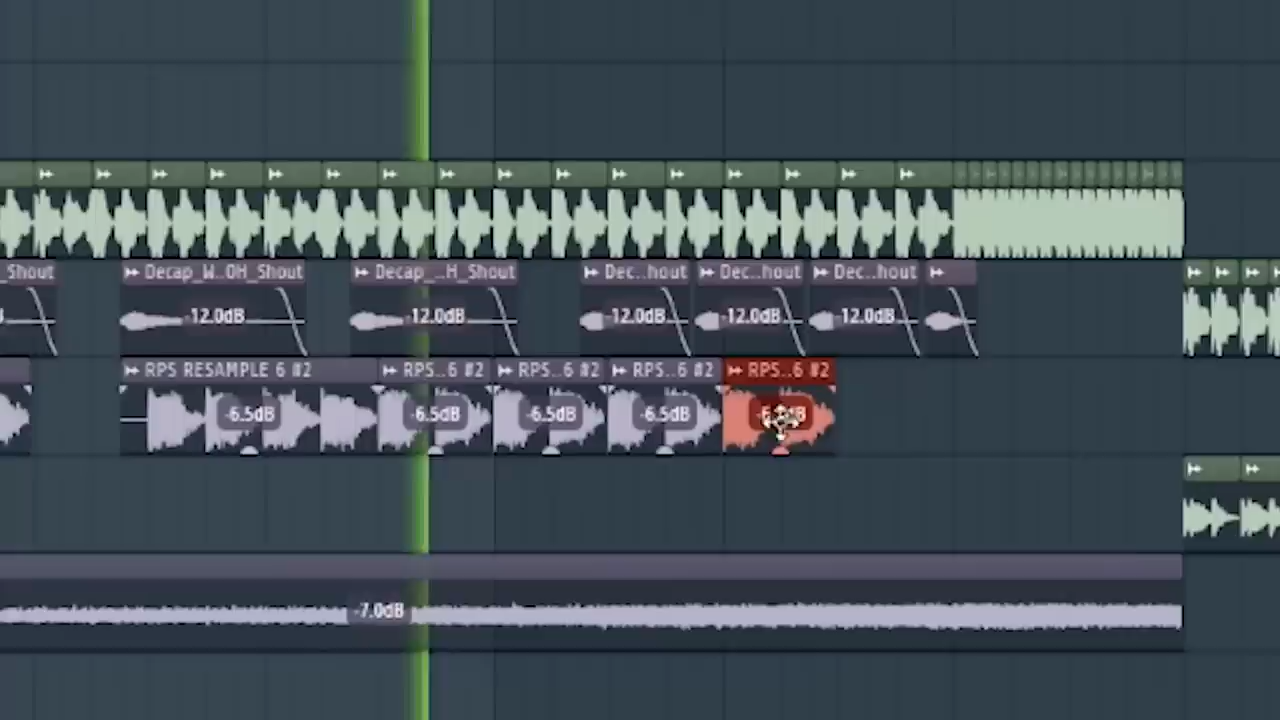 _Shout Decap_W..OH_Shout Decap_..H_Shout Dec..hout Dec..hout Dec..hout
-12.0dB -12.0dB -12.0dB -12.0dB -12.0dB
RPS RESAMPLE 6 #2 RPS..6 #2 RPS..6 #2 RPS..6 #2 RPS..6 #2
-6.5dB -6.5dB -6.5dB -6.5dB
-7.0dB